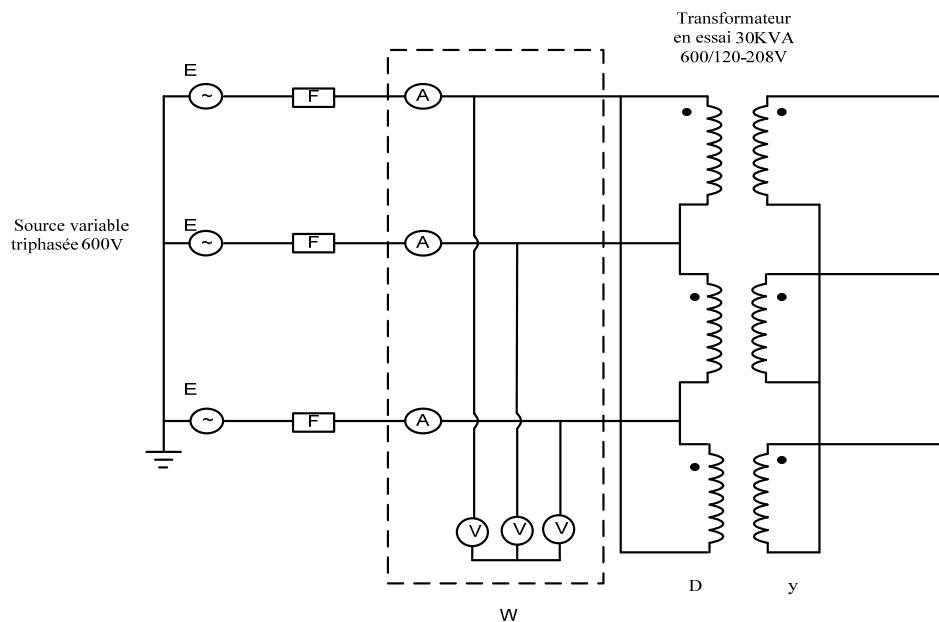 Transformateur
en essai 30KVA
600/120-208V
E
~
F
A
Source variable
triphasée 600V
E
~
F
A
E
~
F
A
V
V
V
D
y
W